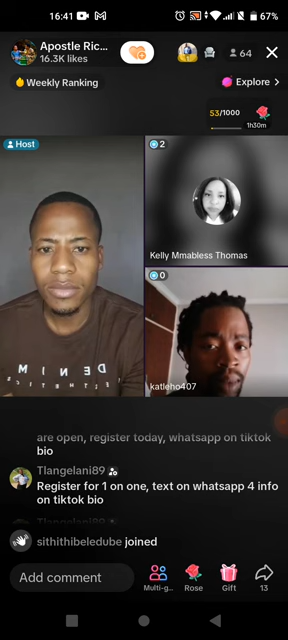 16:41
67%
Apostle Ric...
16.3K likes
64
Weekly Ranking
Explore >
53/1000
1h30m
Host
2
Kelly Mmabless Thomas
0
DENIM
katleho407
are open, register today, whatsapp on tiktok
bio
Tlangelani89
Register for 1 on one, text on whatsapp 4 info
on tiktok bio
Tlangelani89
sithithibeledube joined
Add comment
Multi-g...
Rose
Gift
13